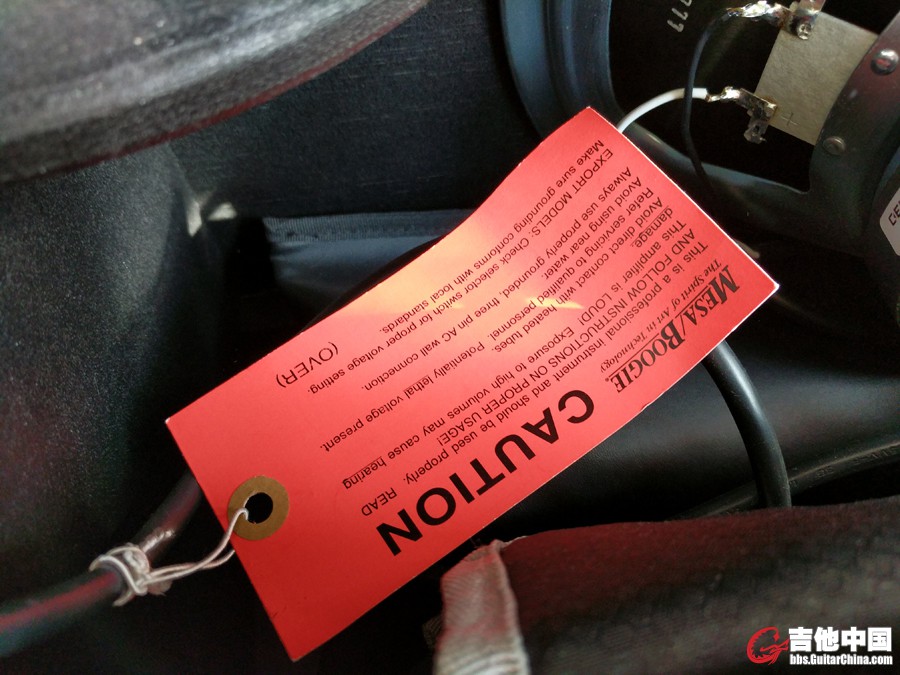 MESA/BOOGIE
The Spirit of Art in Technology
CAUTION
This is a professional instrument and should be used properly. READ
AND FOLLOW INSTRUCTIONS ON PROPER USAGE!
This amplifier is LOUD! Exposure to high volumes may cause hearing
damage.
Avoid direct contact with heated tubes. Potenially lethal voltage present.
Refer servicing to qualified personnel.
Avoid using near water.
Always use properly grounded, three pin AC wall connection.
EXPORT MODELS: Check selector switch for proper voltage setting.
Make sure grounding conforms with local standards.
(OVER)
吉他中国
bbs.GuitarChina.com